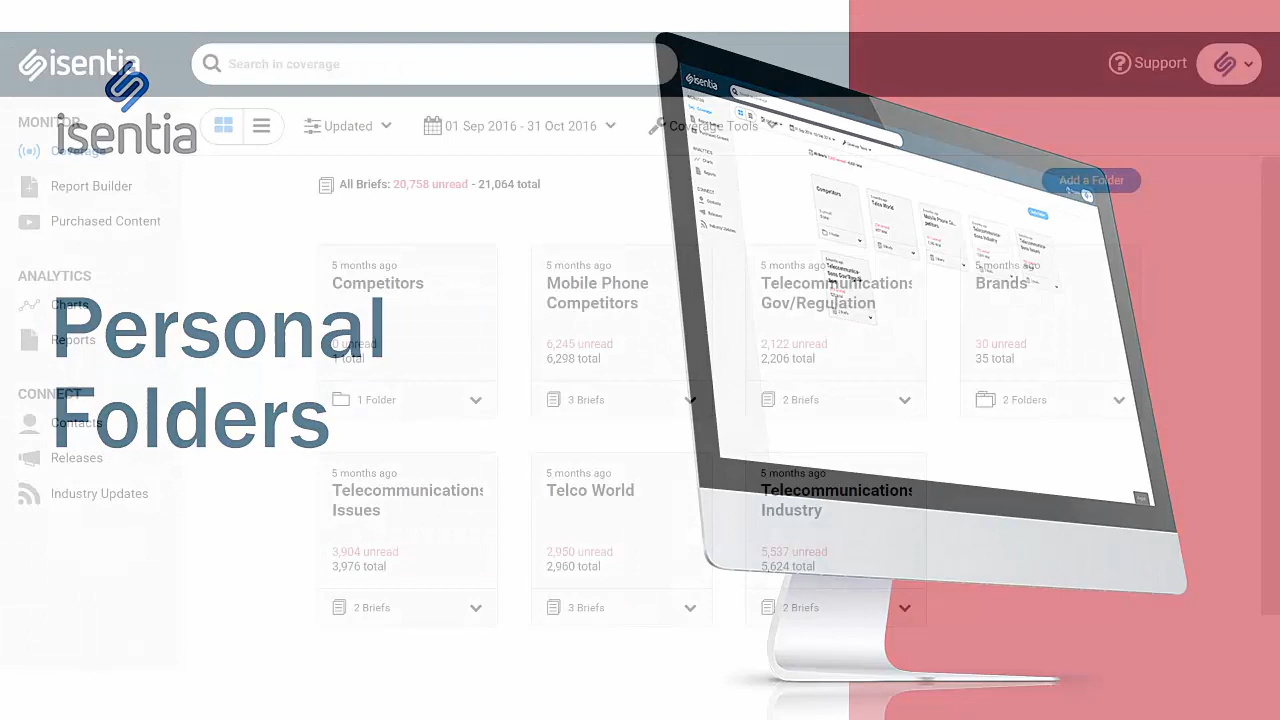 isentia
Search in coverage
Support
isentia
MONITOR
Coverage
Updated
01 Sep 2016 - 31 Oct 2016
Coverage Tools
Report Builder
Purchased Content
All Briefs: 20,758 unread - 21,064 total
Add a Folder
ANALYTICS
Charts
Reports
CONNECT
Contacts
Releases
Industry Updates
Personal
Folders
5 months ago
Competitors
0 unread
1 total
1 Folder
5 months ago
Mobile Phone
Competitors
6,245 unread
6,298 total
3 Briefs
5 months ago
Telecommunications
Gov/Regulation
2,122 unread
2,206 total
2 Briefs
5 months ago
Brands
30 unread
35 total
2 Folders
5 months ago
Telecommunications
Issues
3,904 unread
3,976 total
2 Briefs
5 months ago
Telco World
2,950 unread
2,960 total
3 Briefs
5 months ago
Telecommunications
Industry
5,537 unread
5,624 total
2 Briefs
isentia
Competitors
Telco World